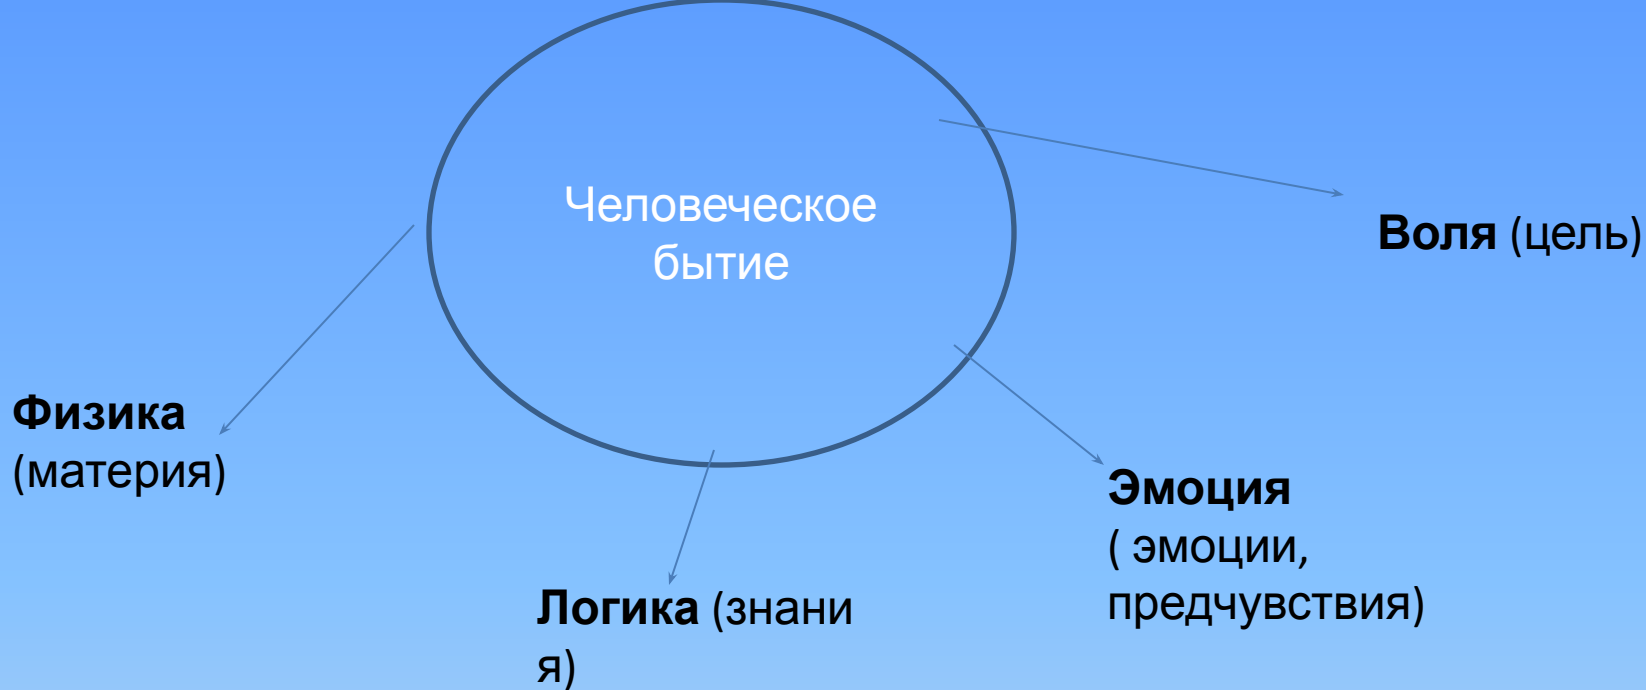 Человеческое
бытие
Воля (цель)
Физика
(материя)
Эмоция
( эмоции,
предчувствия)
Логика (знани
я)